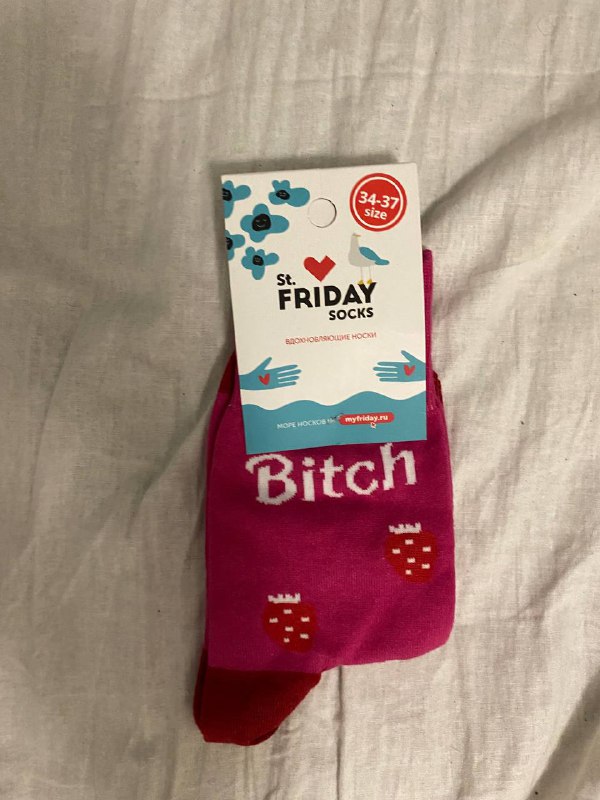 34-37
size
St.
FRIDAY
SOCKS
ВДОХНОВЛЯЮЩИЕ НОСКИ
МОРЕ НОСКОВ
myfriday.ru
Bitch